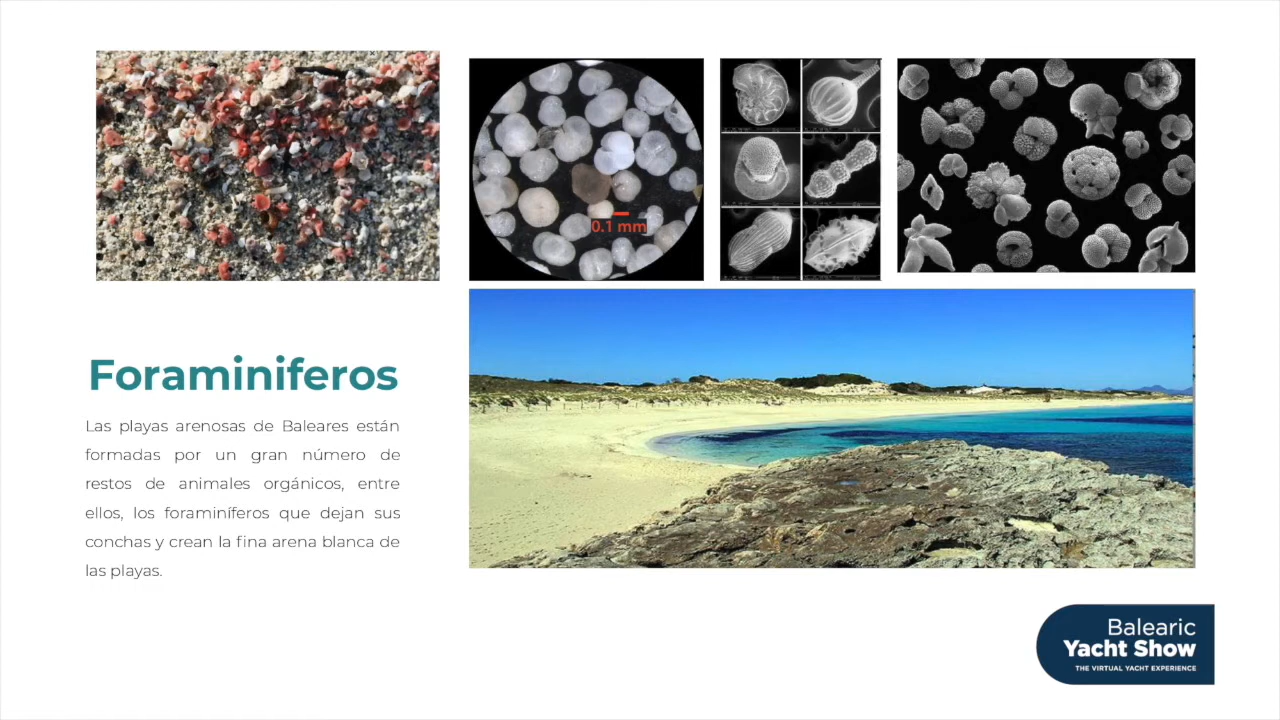 0.1 mm
Foraminiferos
Las playas arenosas de Baleares están
formadas por un gran número de
restos de animales orgánicos, entre
ellos, los foraminíferos que dejan sus
conchas y crean la fina arena blanca de
las playas.
Balearic
Yacht Show
THE VIRTUAL YACHT EXPERIENCE